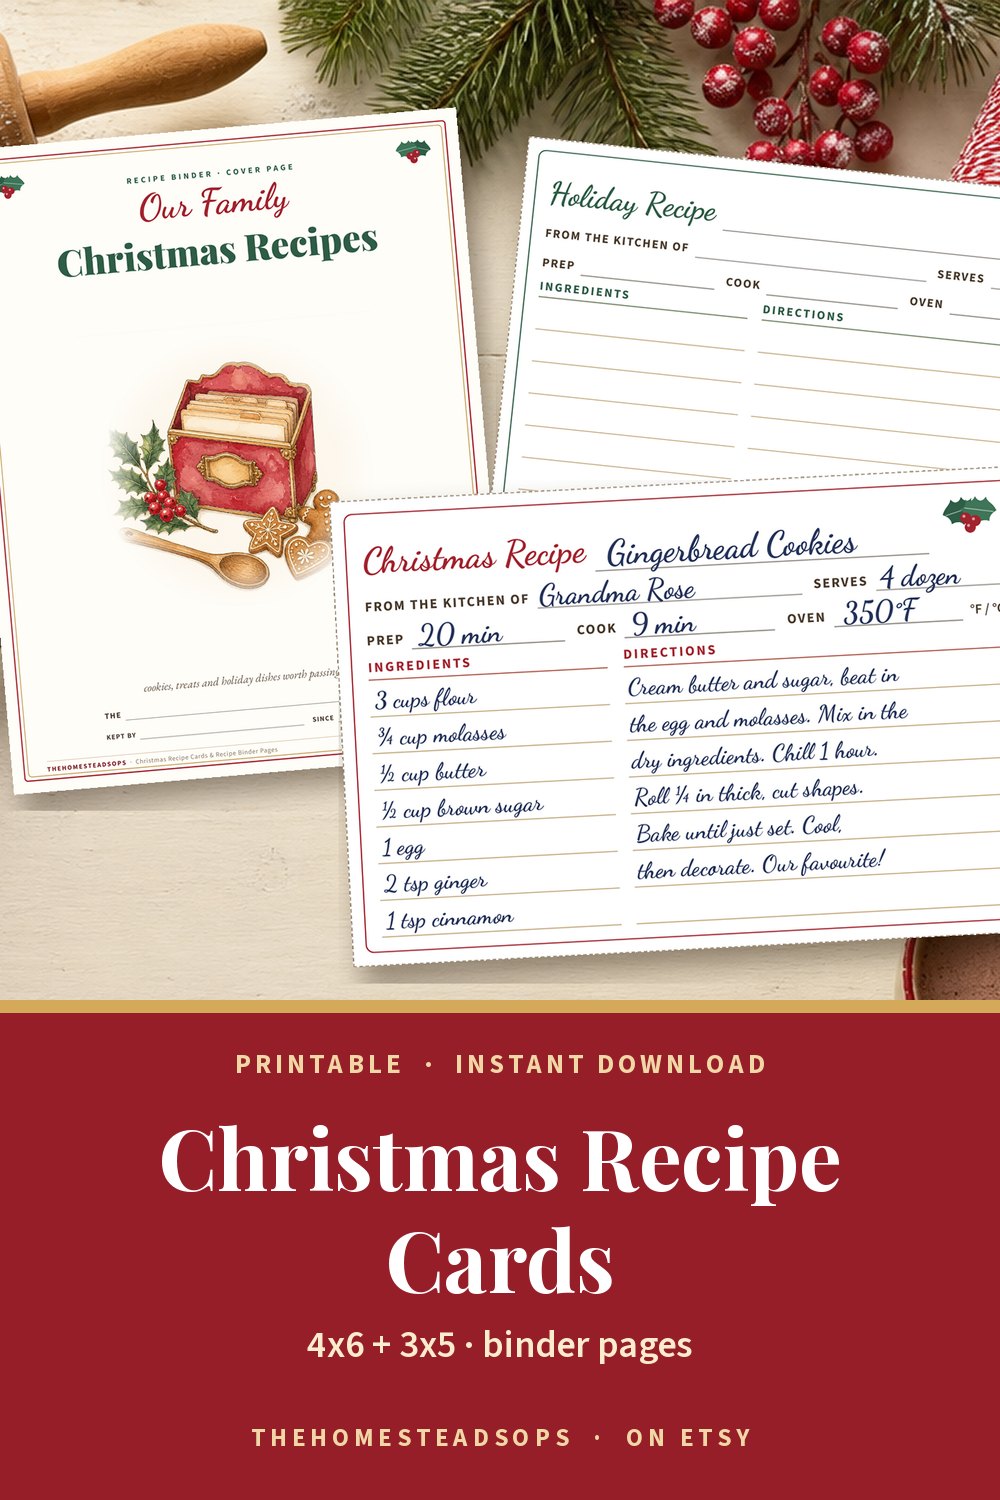 RECIPE BINDER · COVER PAGE
Our Family
Christmas Recipes
cookies, treats and holiday dishes worth passing
THE
SINCE
KEPT BY
THEHOMESTEADSOPS · Christmas Recipe Cards & Recipe Binder Pages
Holiday Recipe
FROM THE KITCHEN OF
SERVES
PREP
COOK
OVEN
INGREDIENTS
DIRECTIONS
Christmas Recipe Gingerbread Cookies
FROM THE KITCHEN OF Grandma Rose SERVES 4 dozen
PREP 20 min COOK 9 min OVEN 350°F °F / °C
INGREDIENTS
3 cups flour
¾ cup molasses
½ cup butter
½ cup brown sugar
1 egg
2 tsp ginger
1 tsp cinnamon
DIRECTIONS
Cream butter and sugar, beat in
the egg and molasses. Mix in the
dry ingredients. Chill 1 hour.
Roll ¼ in thick, cut shapes.
Bake until just set. Cool,
then decorate. Our favourite!
PRINTABLE · INSTANT DOWNLOAD
Christmas Recipe
Cards
4x6 + 3x5 · binder pages
THEHOMESTEADSOPS · ON ETSY